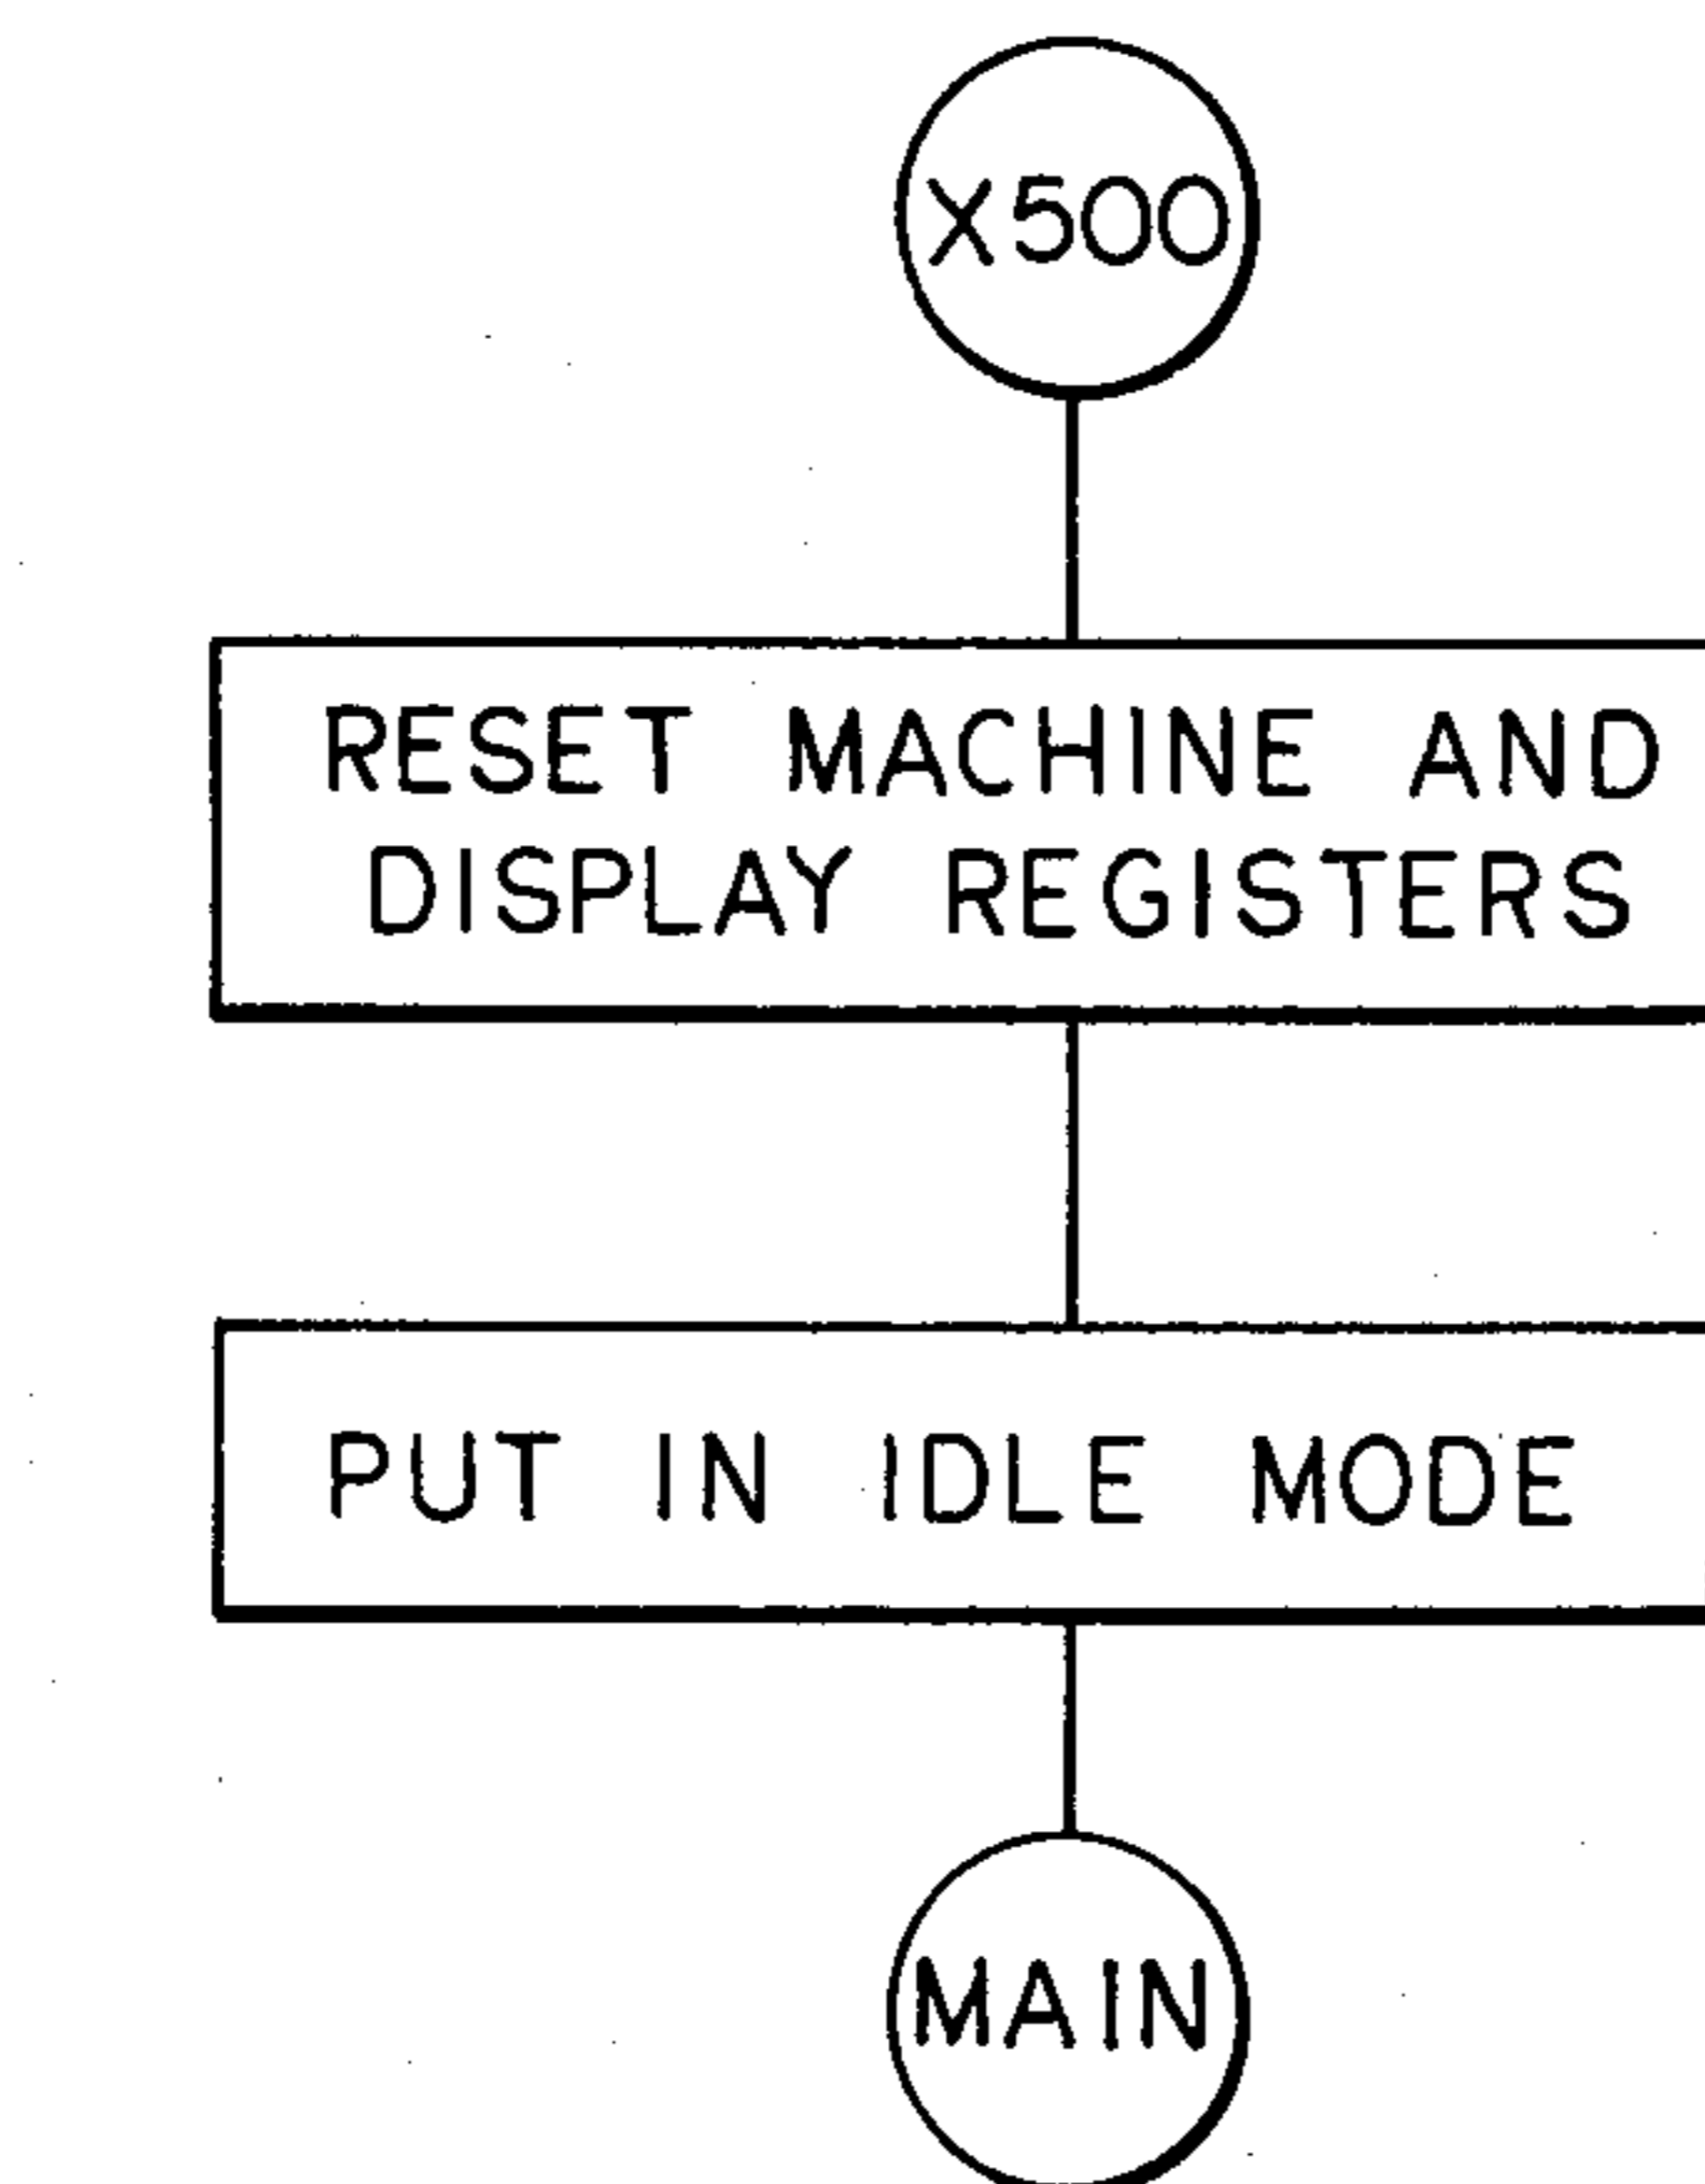 X500
RESET MACHINE AND
DISPLAY REGISTERS
PUT IN IDLE MODE
MAIN